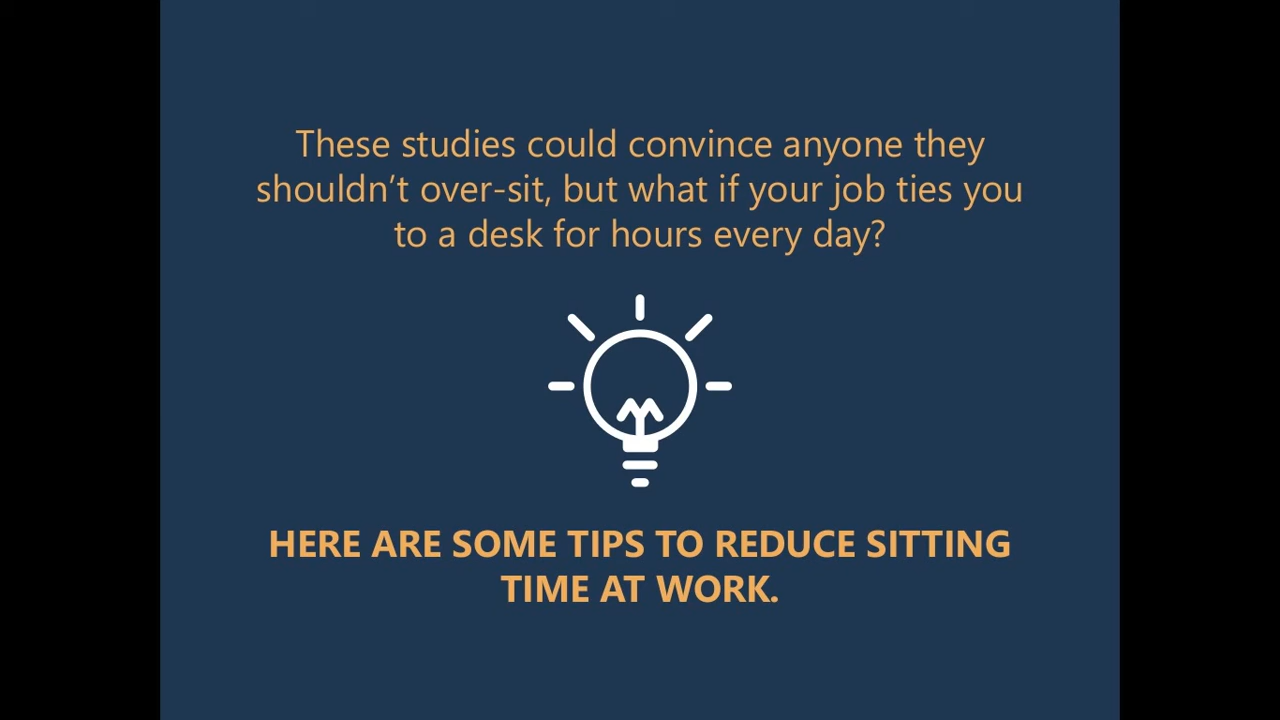 These studies could convince anyone they
shouldn’t over-sit, but what if your job ties you
to a desk for hours every day?
HERE ARE SOME TIPS TO REDUCE SITTING
TIME AT WORK.